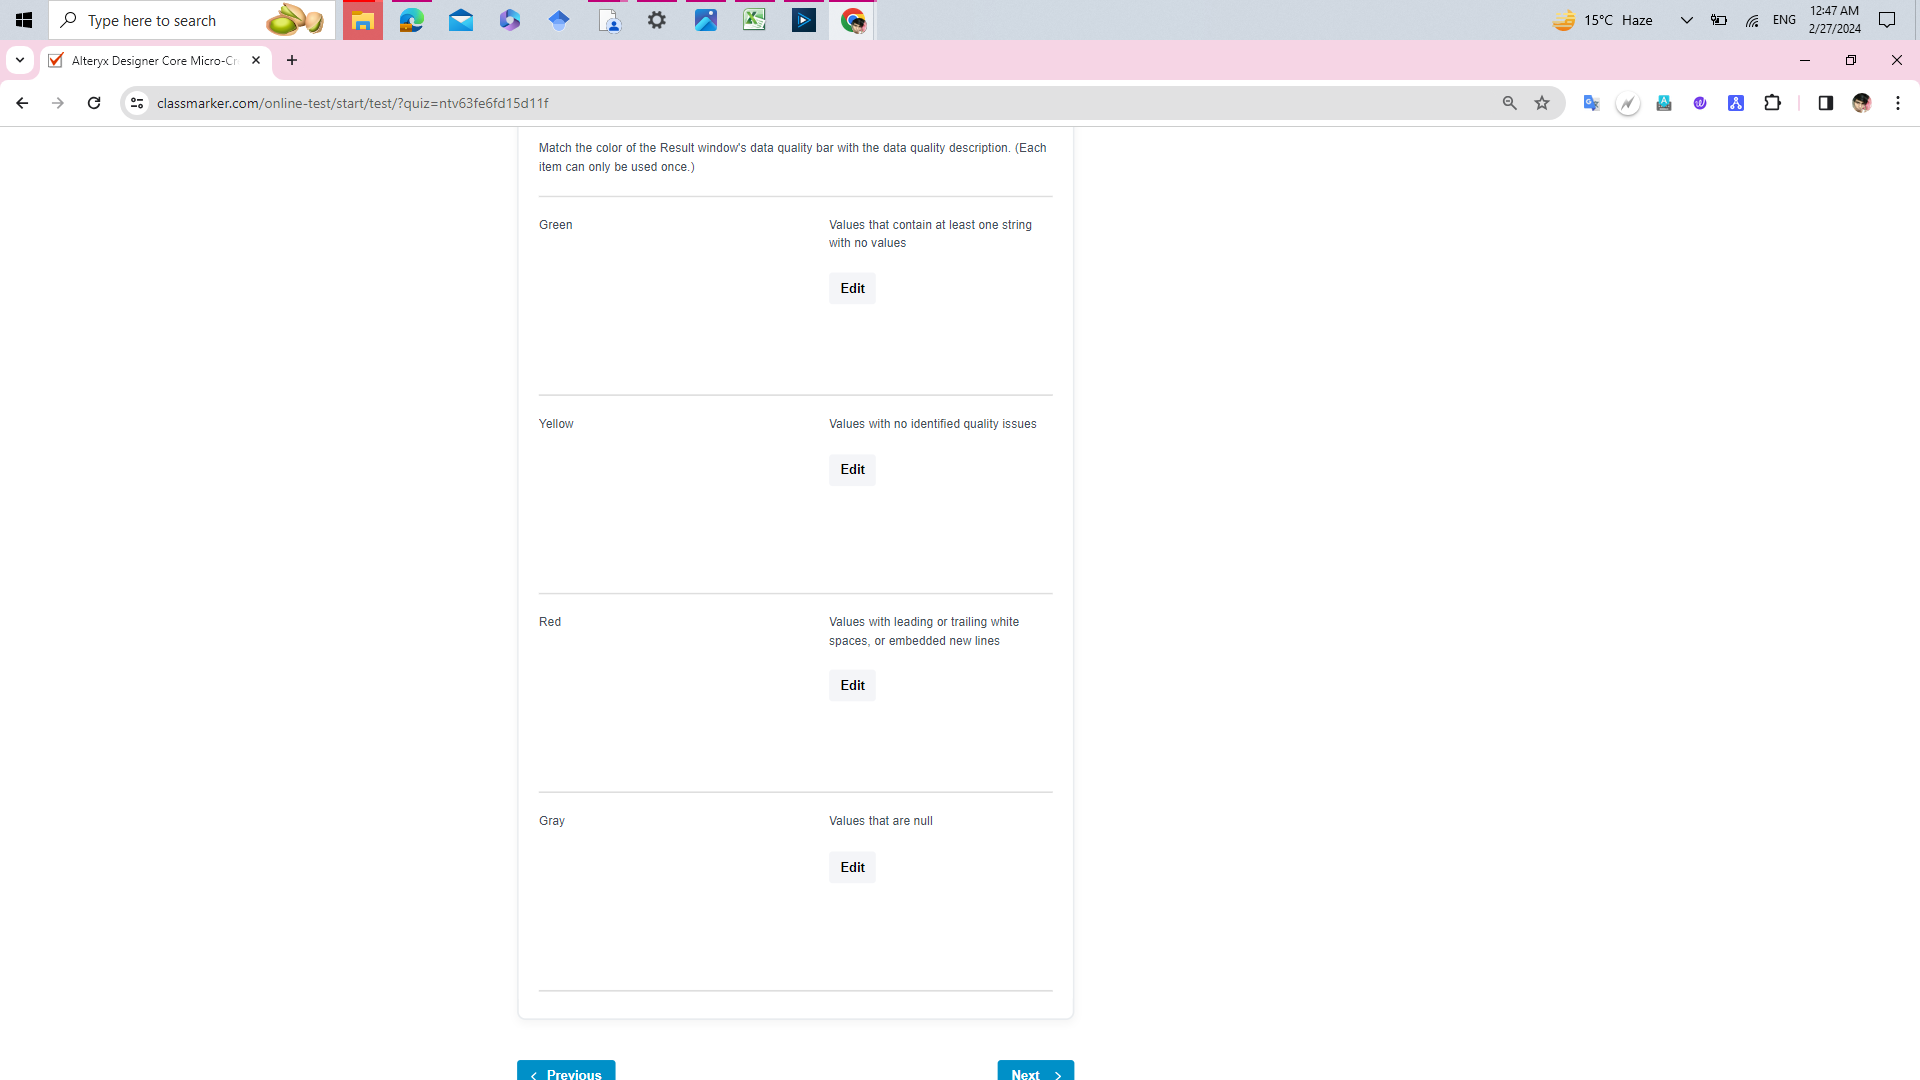 Type here to search
15°C Haze
ENG
12:47 AM
2/27/2024
Alteryx Designer Core Micro-Cr
classmarker.com/online-test/start/test/?quiz=ntv63fe6fd15d11f
Match the color of the Result window's data quality bar with the data quality description. (Each
item can only be used once.)
Green
Values that contain at least one string
with no values
Edit
Yellow
Values with no identified quality issues
Edit
Red
Values with leading or trailing white
spaces, or embedded new lines
Edit
Gray
Values that are null
Edit
Previous
Next